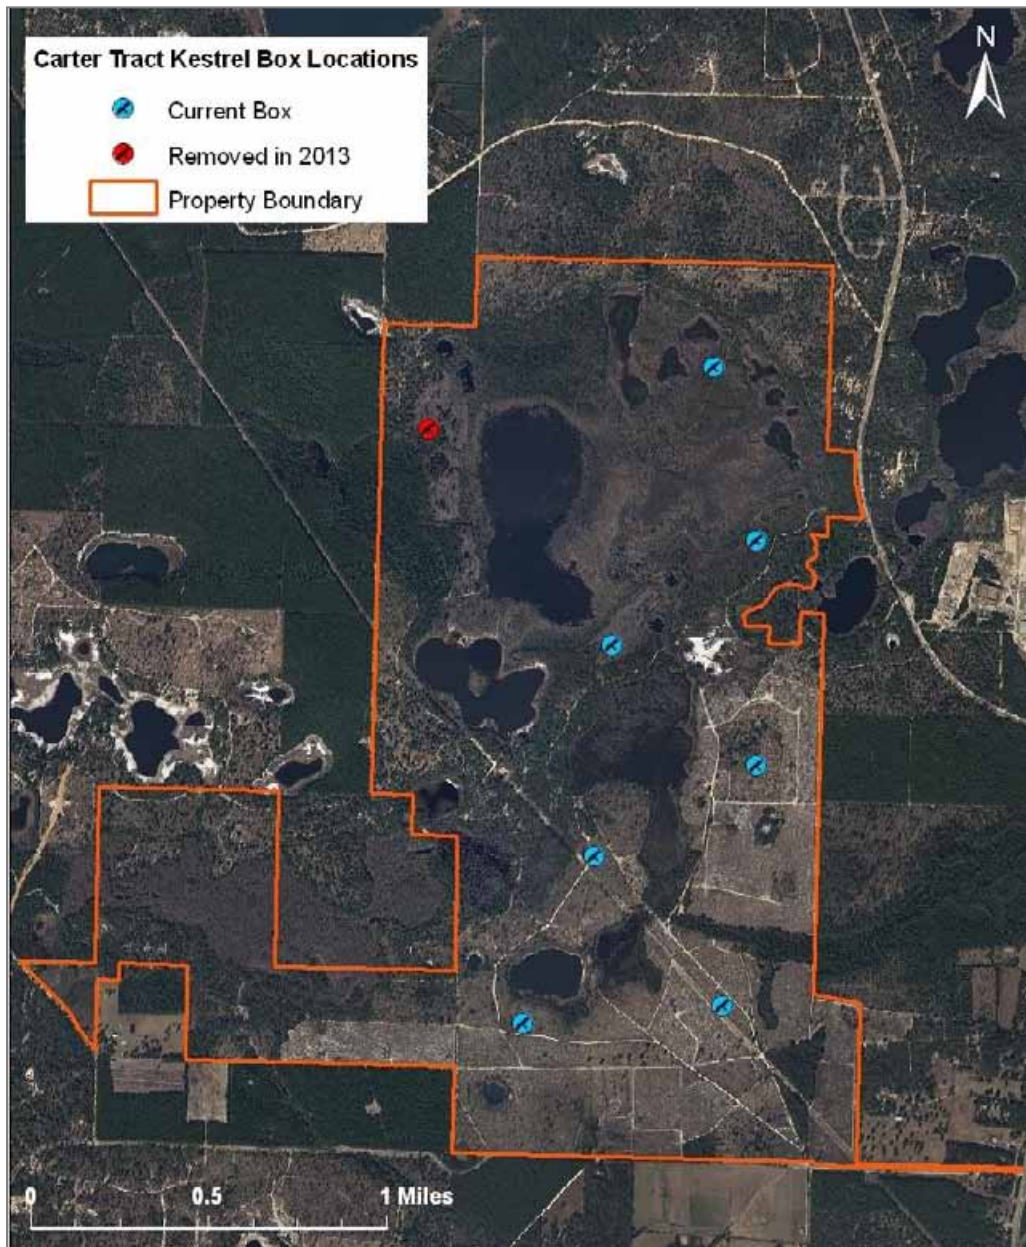 Carter Tract Kestrel Box Locations
Current Box
Removed in 2013
Property Boundary
N
0 0.5 1 Miles